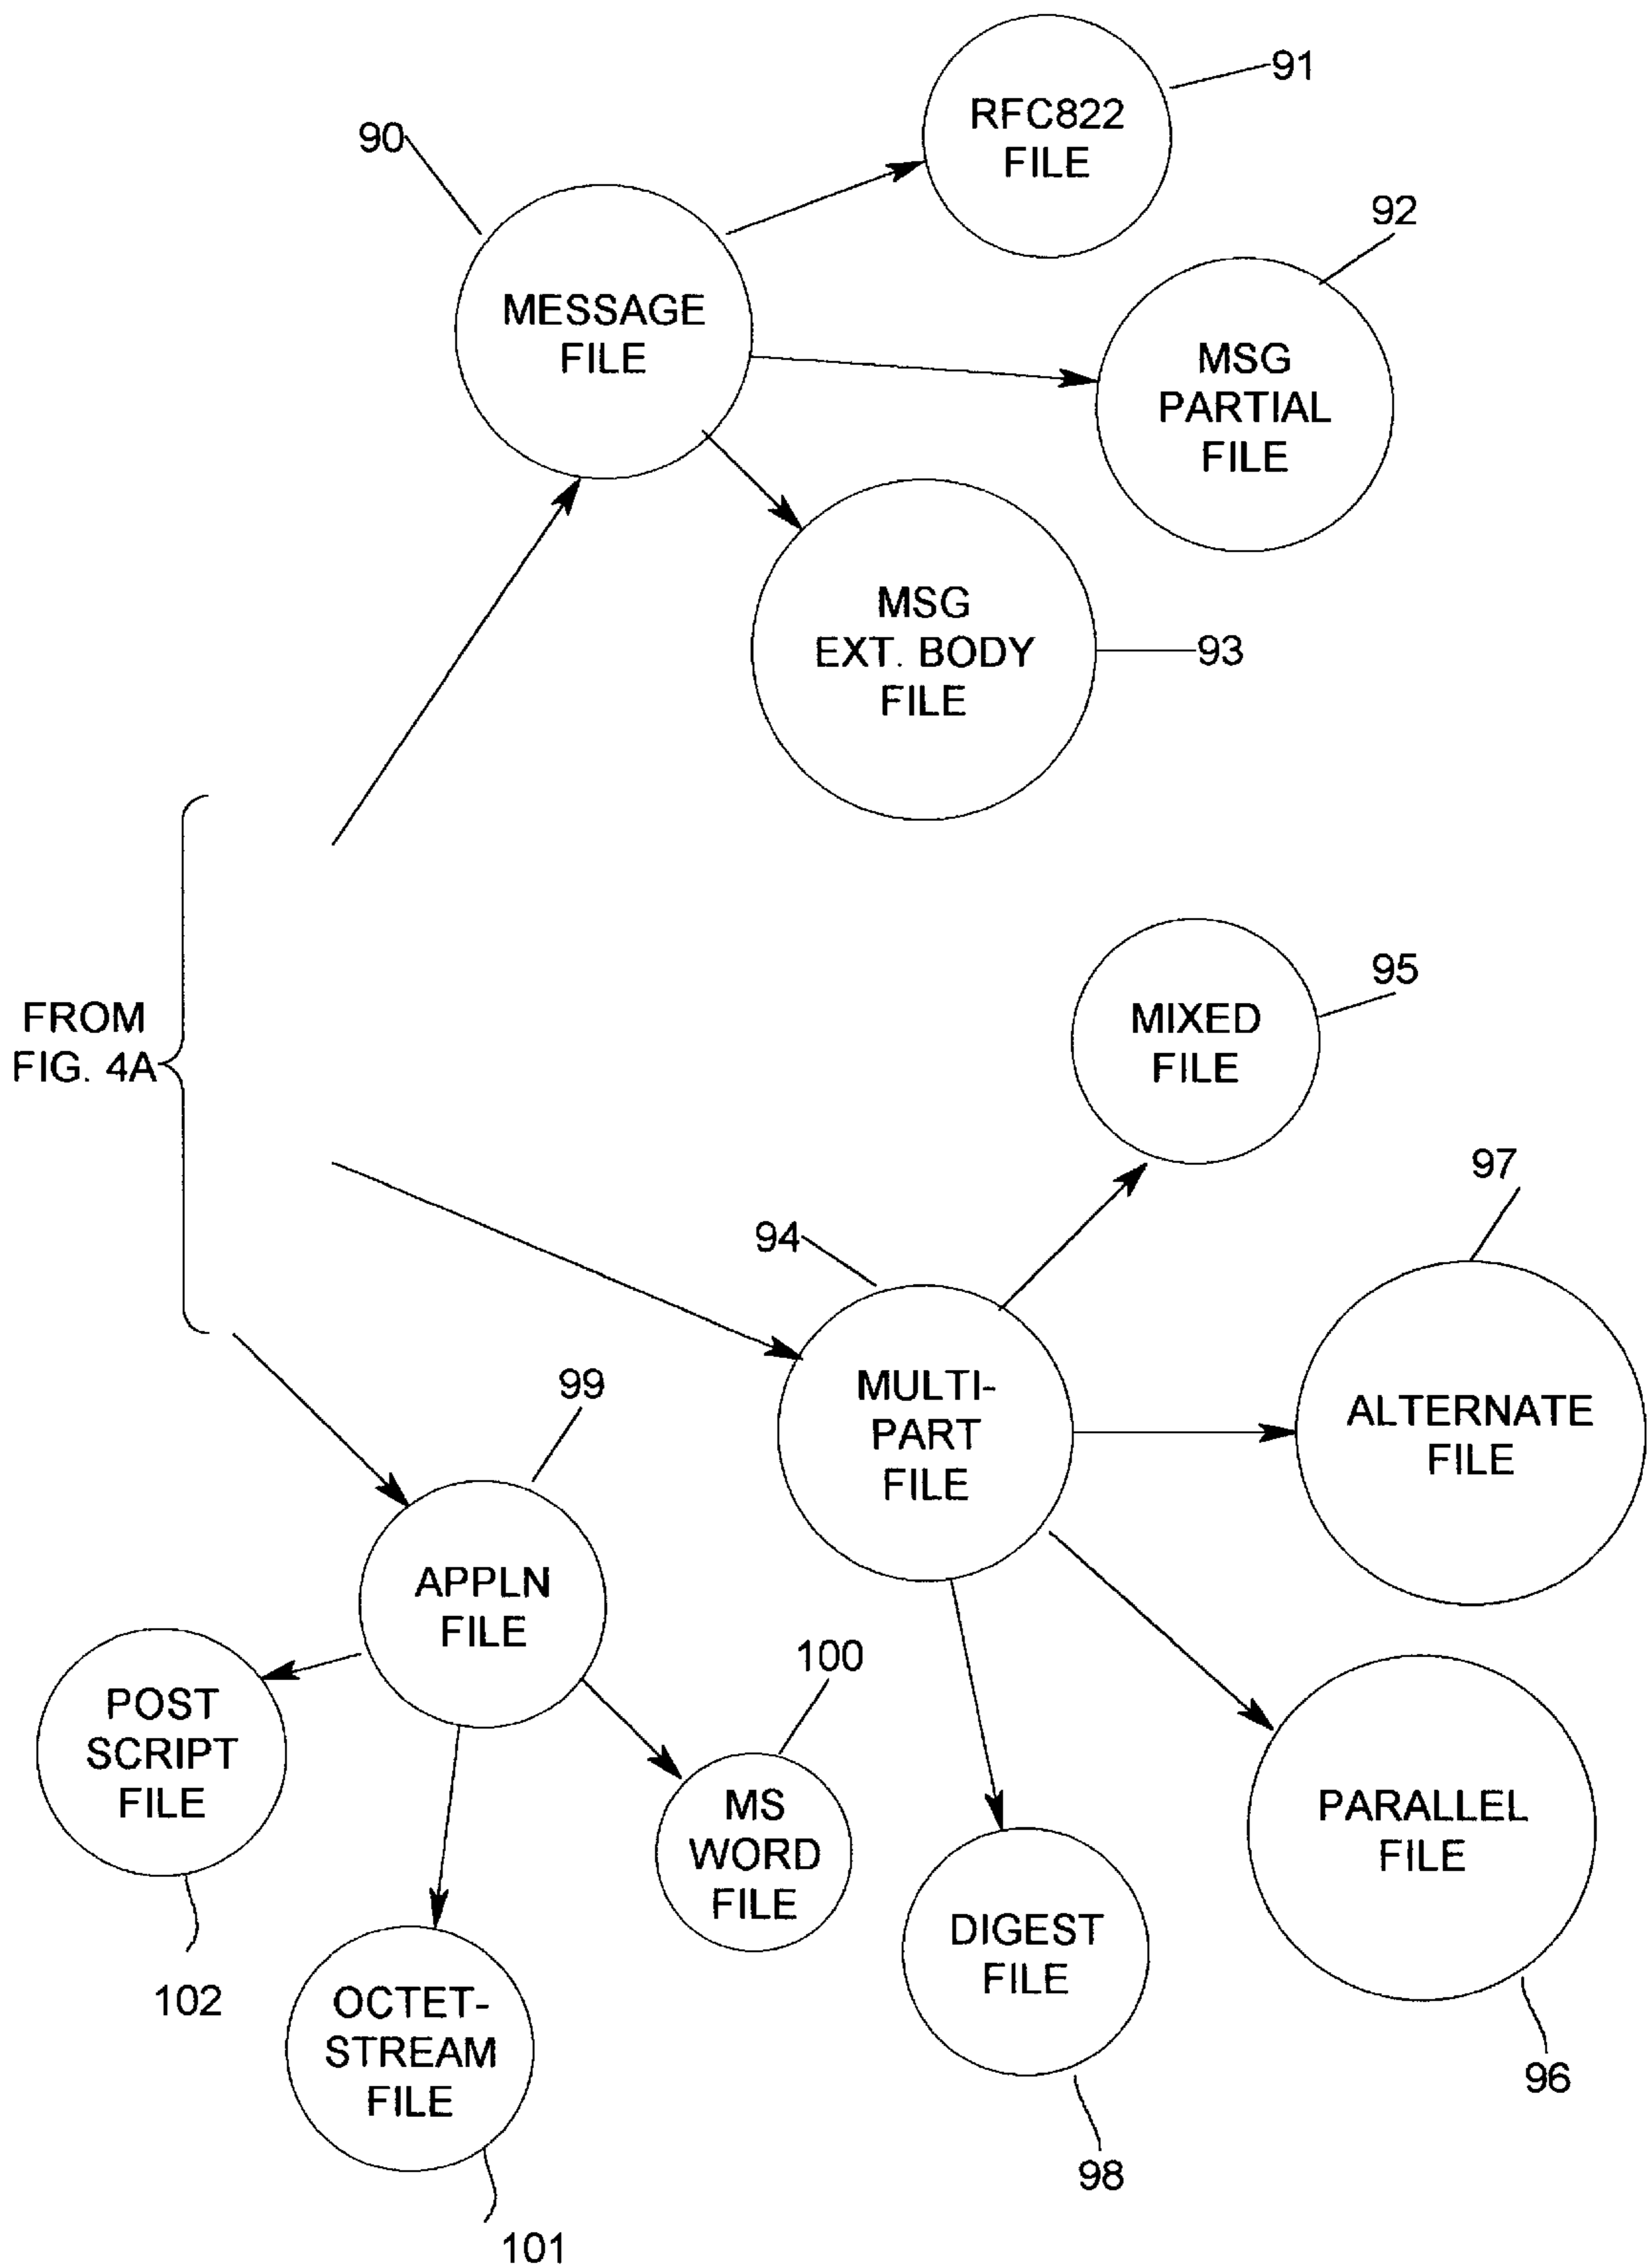 91
RFC822
FILE
90
92
MESSAGE
FILE
MSG
PARTIAL
FILE
MSG
EXT. BODY
FILE
93
FROM
FIG. 4A
95
MIXED
FILE
97
94
MULTI-
PART
FILE
ALTERNATE
FILE
99
APPLN
FILE
100
POST
SCRIPT
FILE
MS
WORD
FILE
PARALLEL
FILE
DIGEST
FILE
102
OCTET-
STREAM
FILE
96
98
101